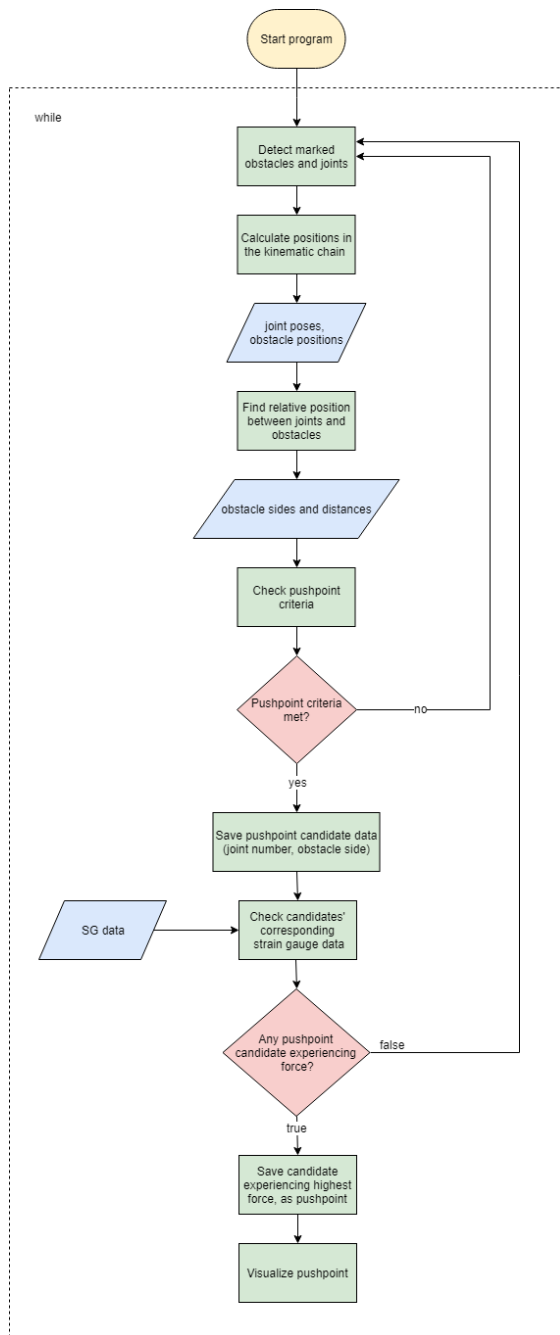 Start program
while
Detect marked
obstacles and joints
Calculate positions in
the kinematic chain
joint poses,
obstacle positions
Find relative position
between joints and
obstacles
obstacle sides and distances
Check pushpoint
criteria
Pushpoint criteria
met?
no
yes
Save pushpoint candidate data
(joint number, obstacle side)
SG data
Check candidates'
corresponding
strain gauge data
Any pushpoint
candidate experiencing
force?
false
true
Save candidate
experiencing highest
force, as pushpoint
Visualize pushpoint